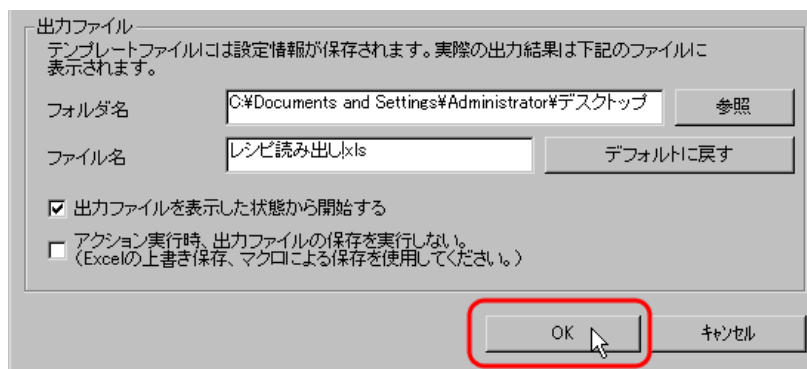 出力ファイル
テンプレートファイルには設定情報が保存されます。実際の出力結果は下記のファイルに
表示されます。
フォルダ名 C:¥Documents and Settings¥Administrator¥デスクトップ 参照
ファイル名 レシピ読み出し.xls デフォルトに戻す
出力ファイルを表示した状態から開始する
アクション実行時、出力ファイルの保存を実行しない。
（Excelの上書き保存、マクロによる保存を使用してください。）
OK キャンセル